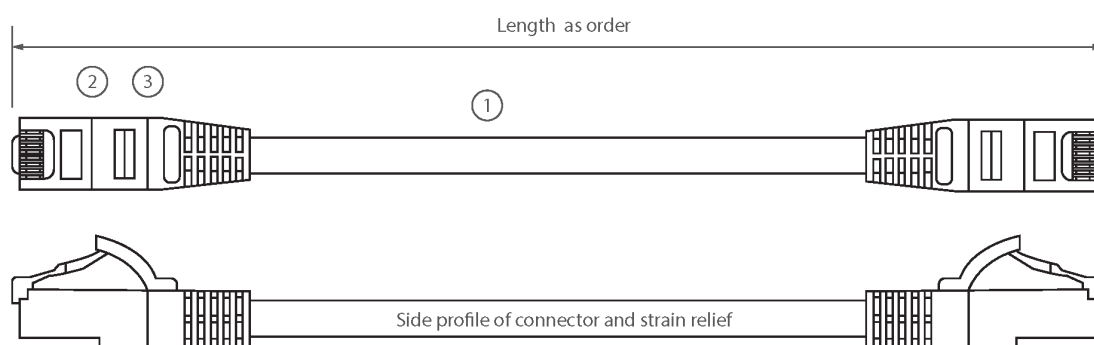 Length as order
2 3
1
Side profile of connector and strain relief